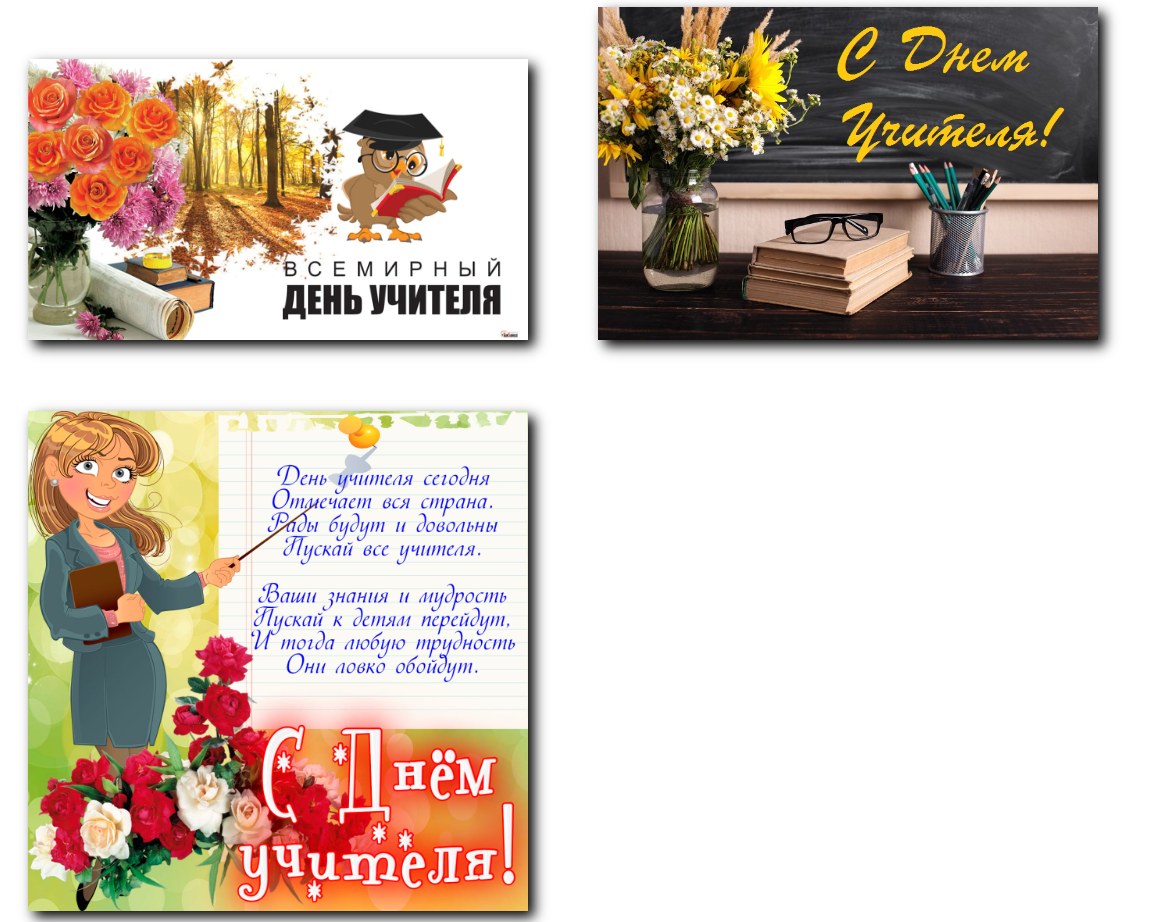 ВСЕМИРНЫЙ
ДЕНЬ УЧИТЕЛЯ
С Днем
Учителя!
День учителя сегодня
Отмечает вся страна.
Рады будут и довольны
Пускай все учителя.
Ваши знания и мудрость
Пускай к детям перейдут,
И тогда любую трудность
Они ловко обойдут.
С Днём
учителя!